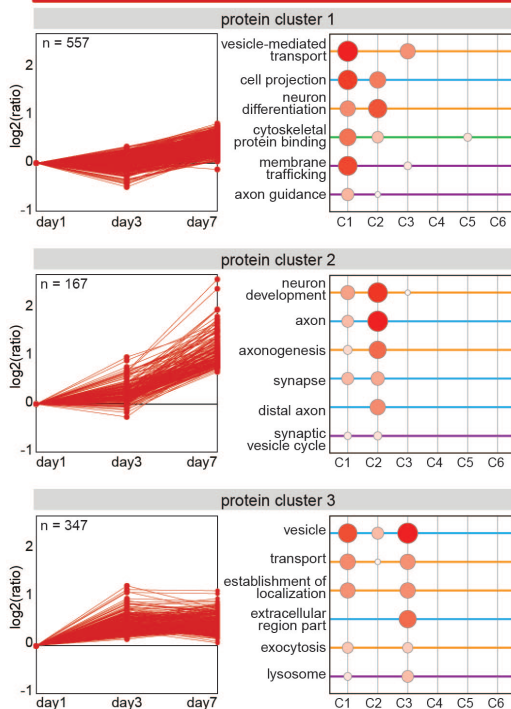 protein cluster 1
n = 557
log2(ratio)
2
1
0
-1
day1 day3 day7
vesicle-mediated
transport
cell projection
neuron
differentiation
cytoskeletal
protein binding
membrane
trafficking
axon guidance
C1 C2 C3 C4 C5 C6
protein cluster 2
n = 167
log2(ratio)
2
1
0
-1
day1 day3 day7
neuron
development
axon
axonogenesis
synapse
distal axon
synaptic
vesicle cycle
C1 C2 C3 C4 C5 C6
protein cluster 3
n = 347
log2(ratio)
2
1
0
-1
day1 day3 day7
vesicle
transport
establishment of
localization
extracellular
region part
exocytosis
lysosome
C1 C2 C3 C4 C5 C6